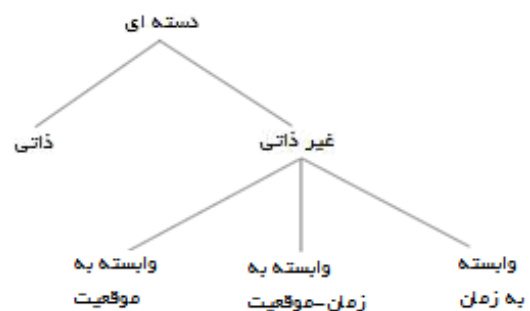 دسته ای
غیر ذاتی
ذاتی
وابسته
به زمان
وابسته به
زمان-موقعیت
وابسته به
موقعیت